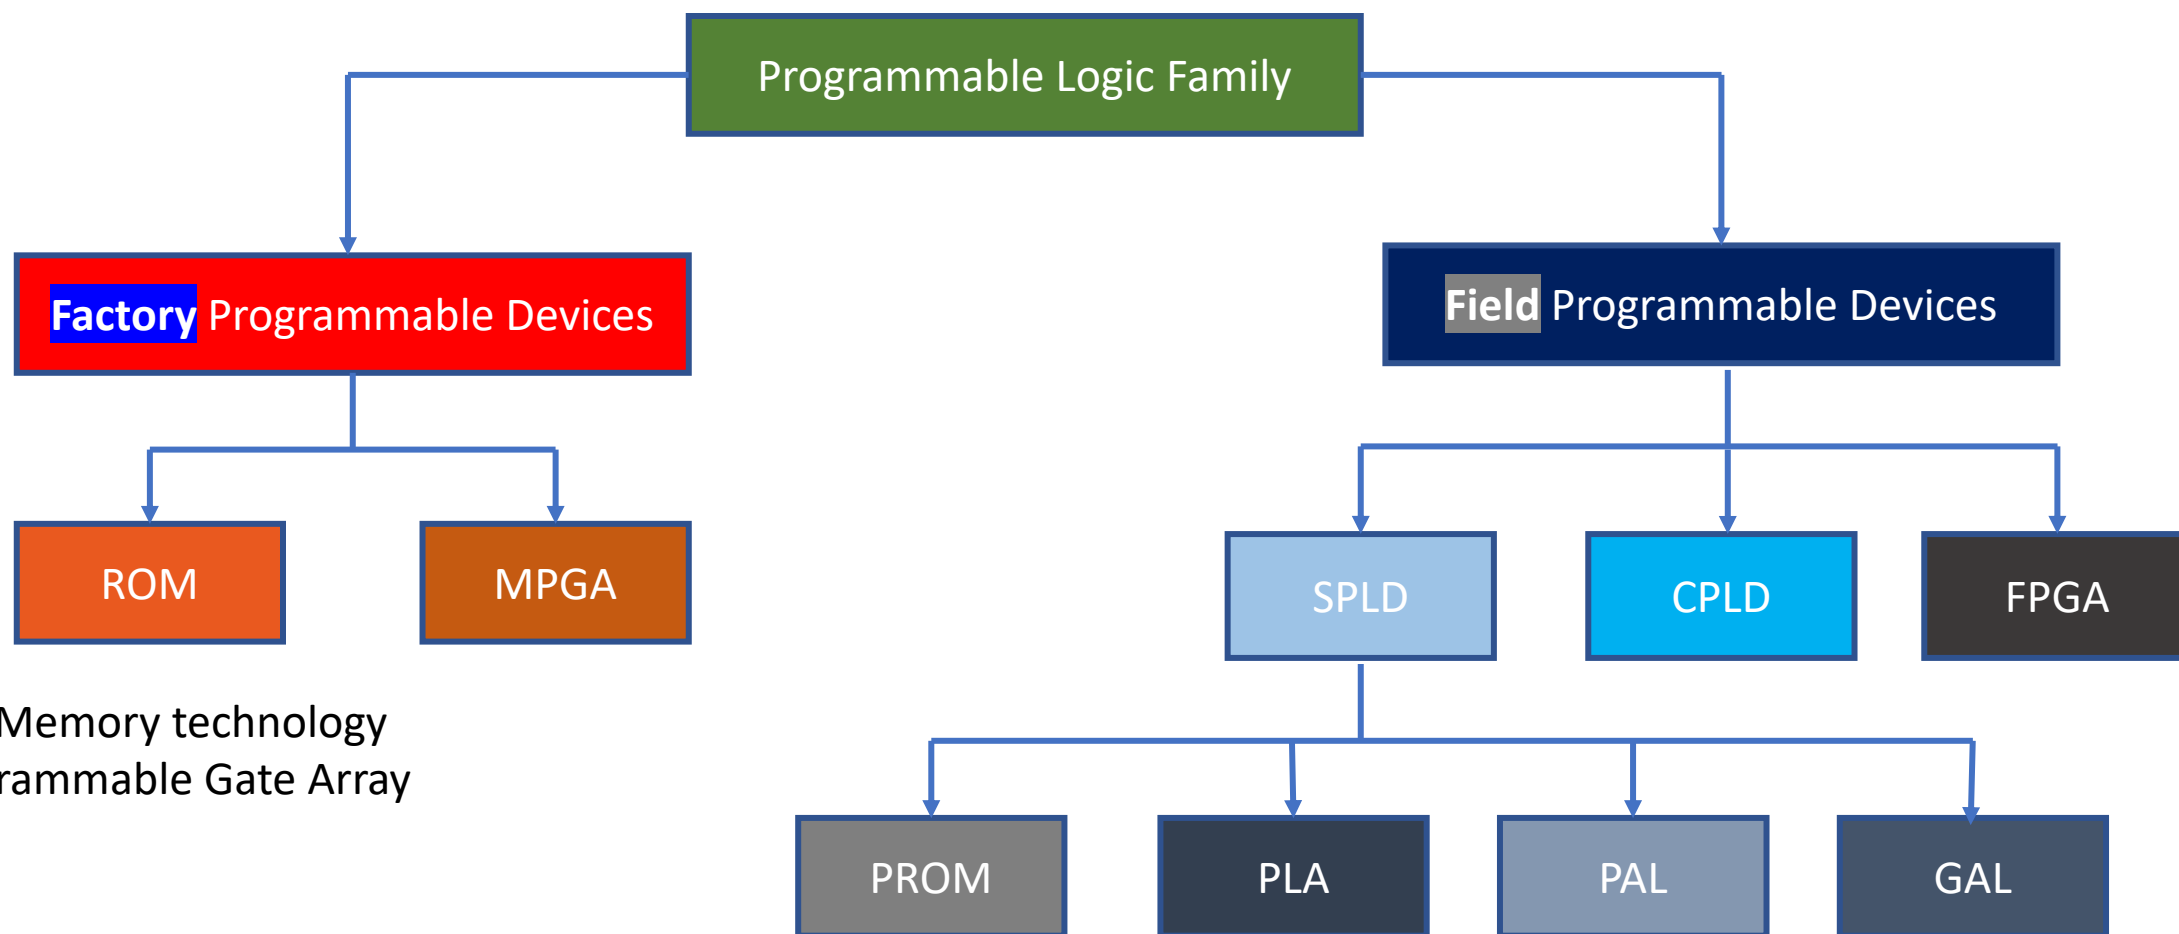 Programmable Logic Family
Factory Programmable Devices
Field Programmable Devices
ROM
MPGA
SPLD
CPLD
FPGA
Memory technology
rammable Gate Array
PROM
PLA
PAL
GAL